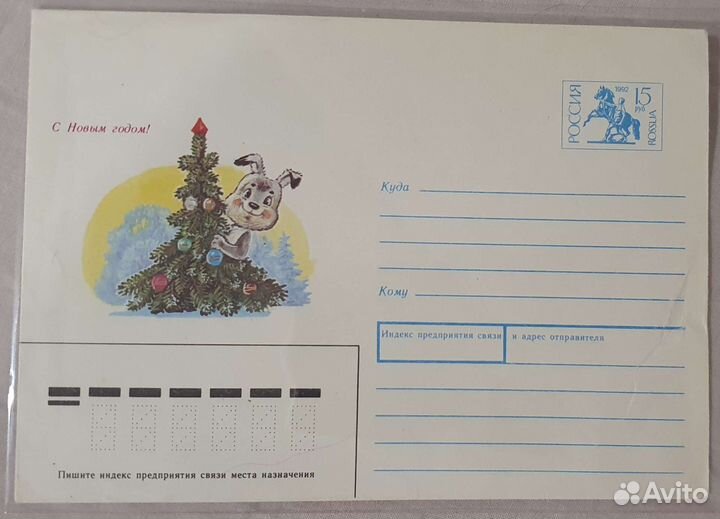 С Новым годом!
РОССИЯ
1992
15
руб.
ROSSIJA
Куда
Кому
Индекс предприятия связи и адрес отправителя
Пишите индекс предприятия связи места назначения
Avito